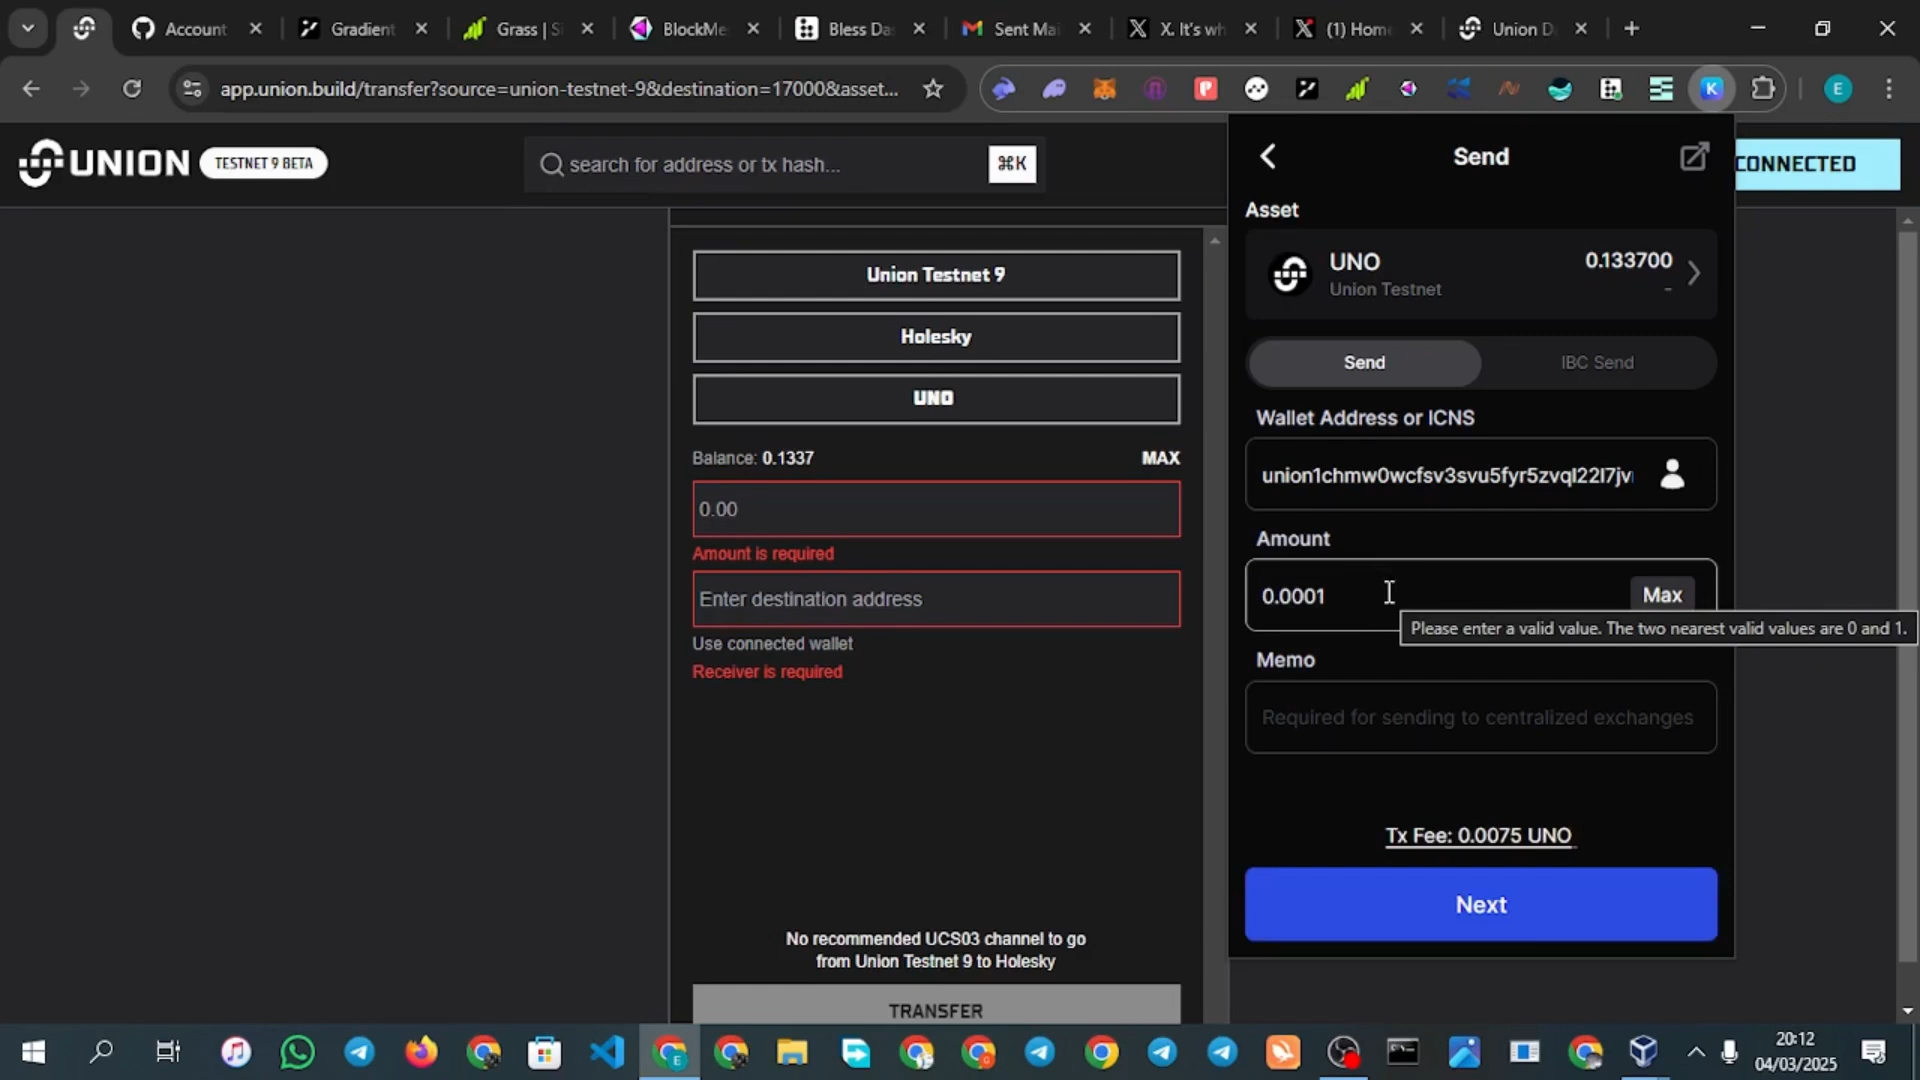 Account
Gradient
Grass | S
BlockMe
Bless Da
Sent Mai
X. It's wh
(1) Home
Union D
app.union.build/transfer?source=union-testnet-9&destination=17000&asset...
E
UNION
TESTNET 9 BETA
search for address or tx hash...
⌘K
CONNECTED
Union Testnet 9
Holesky
UNO
Balance: 0.1337
MAX
0.00
Amount is required
Enter destination address
Use connected wallet
Receiver is required
No recommended UCS03 channel to go
from Union Testnet 9 to Holesky
TRANSFER
Send
Asset
UNO
0.133700
Union Testnet
-
Send
IBC Send
Wallet Address or ICNS
union1chmw0wcfsv3svu5fyr5zvql22l7jv
Amount
0.0001
Max
Please enter a valid value. The two nearest valid values are 0 and 1.
Memo
Required for sending to centralized exchanges
Tx Fee: 0.0075 UNO
Next
20:12
04/03/2025